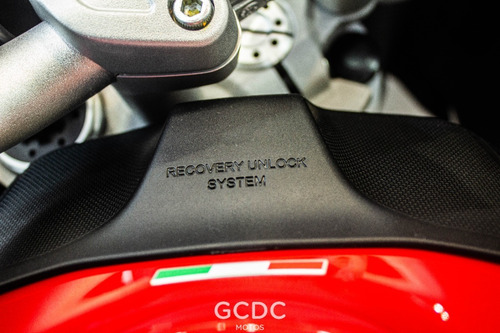 RECOVERY UNLOCK
SYSTEM
GCDC
MOTOS